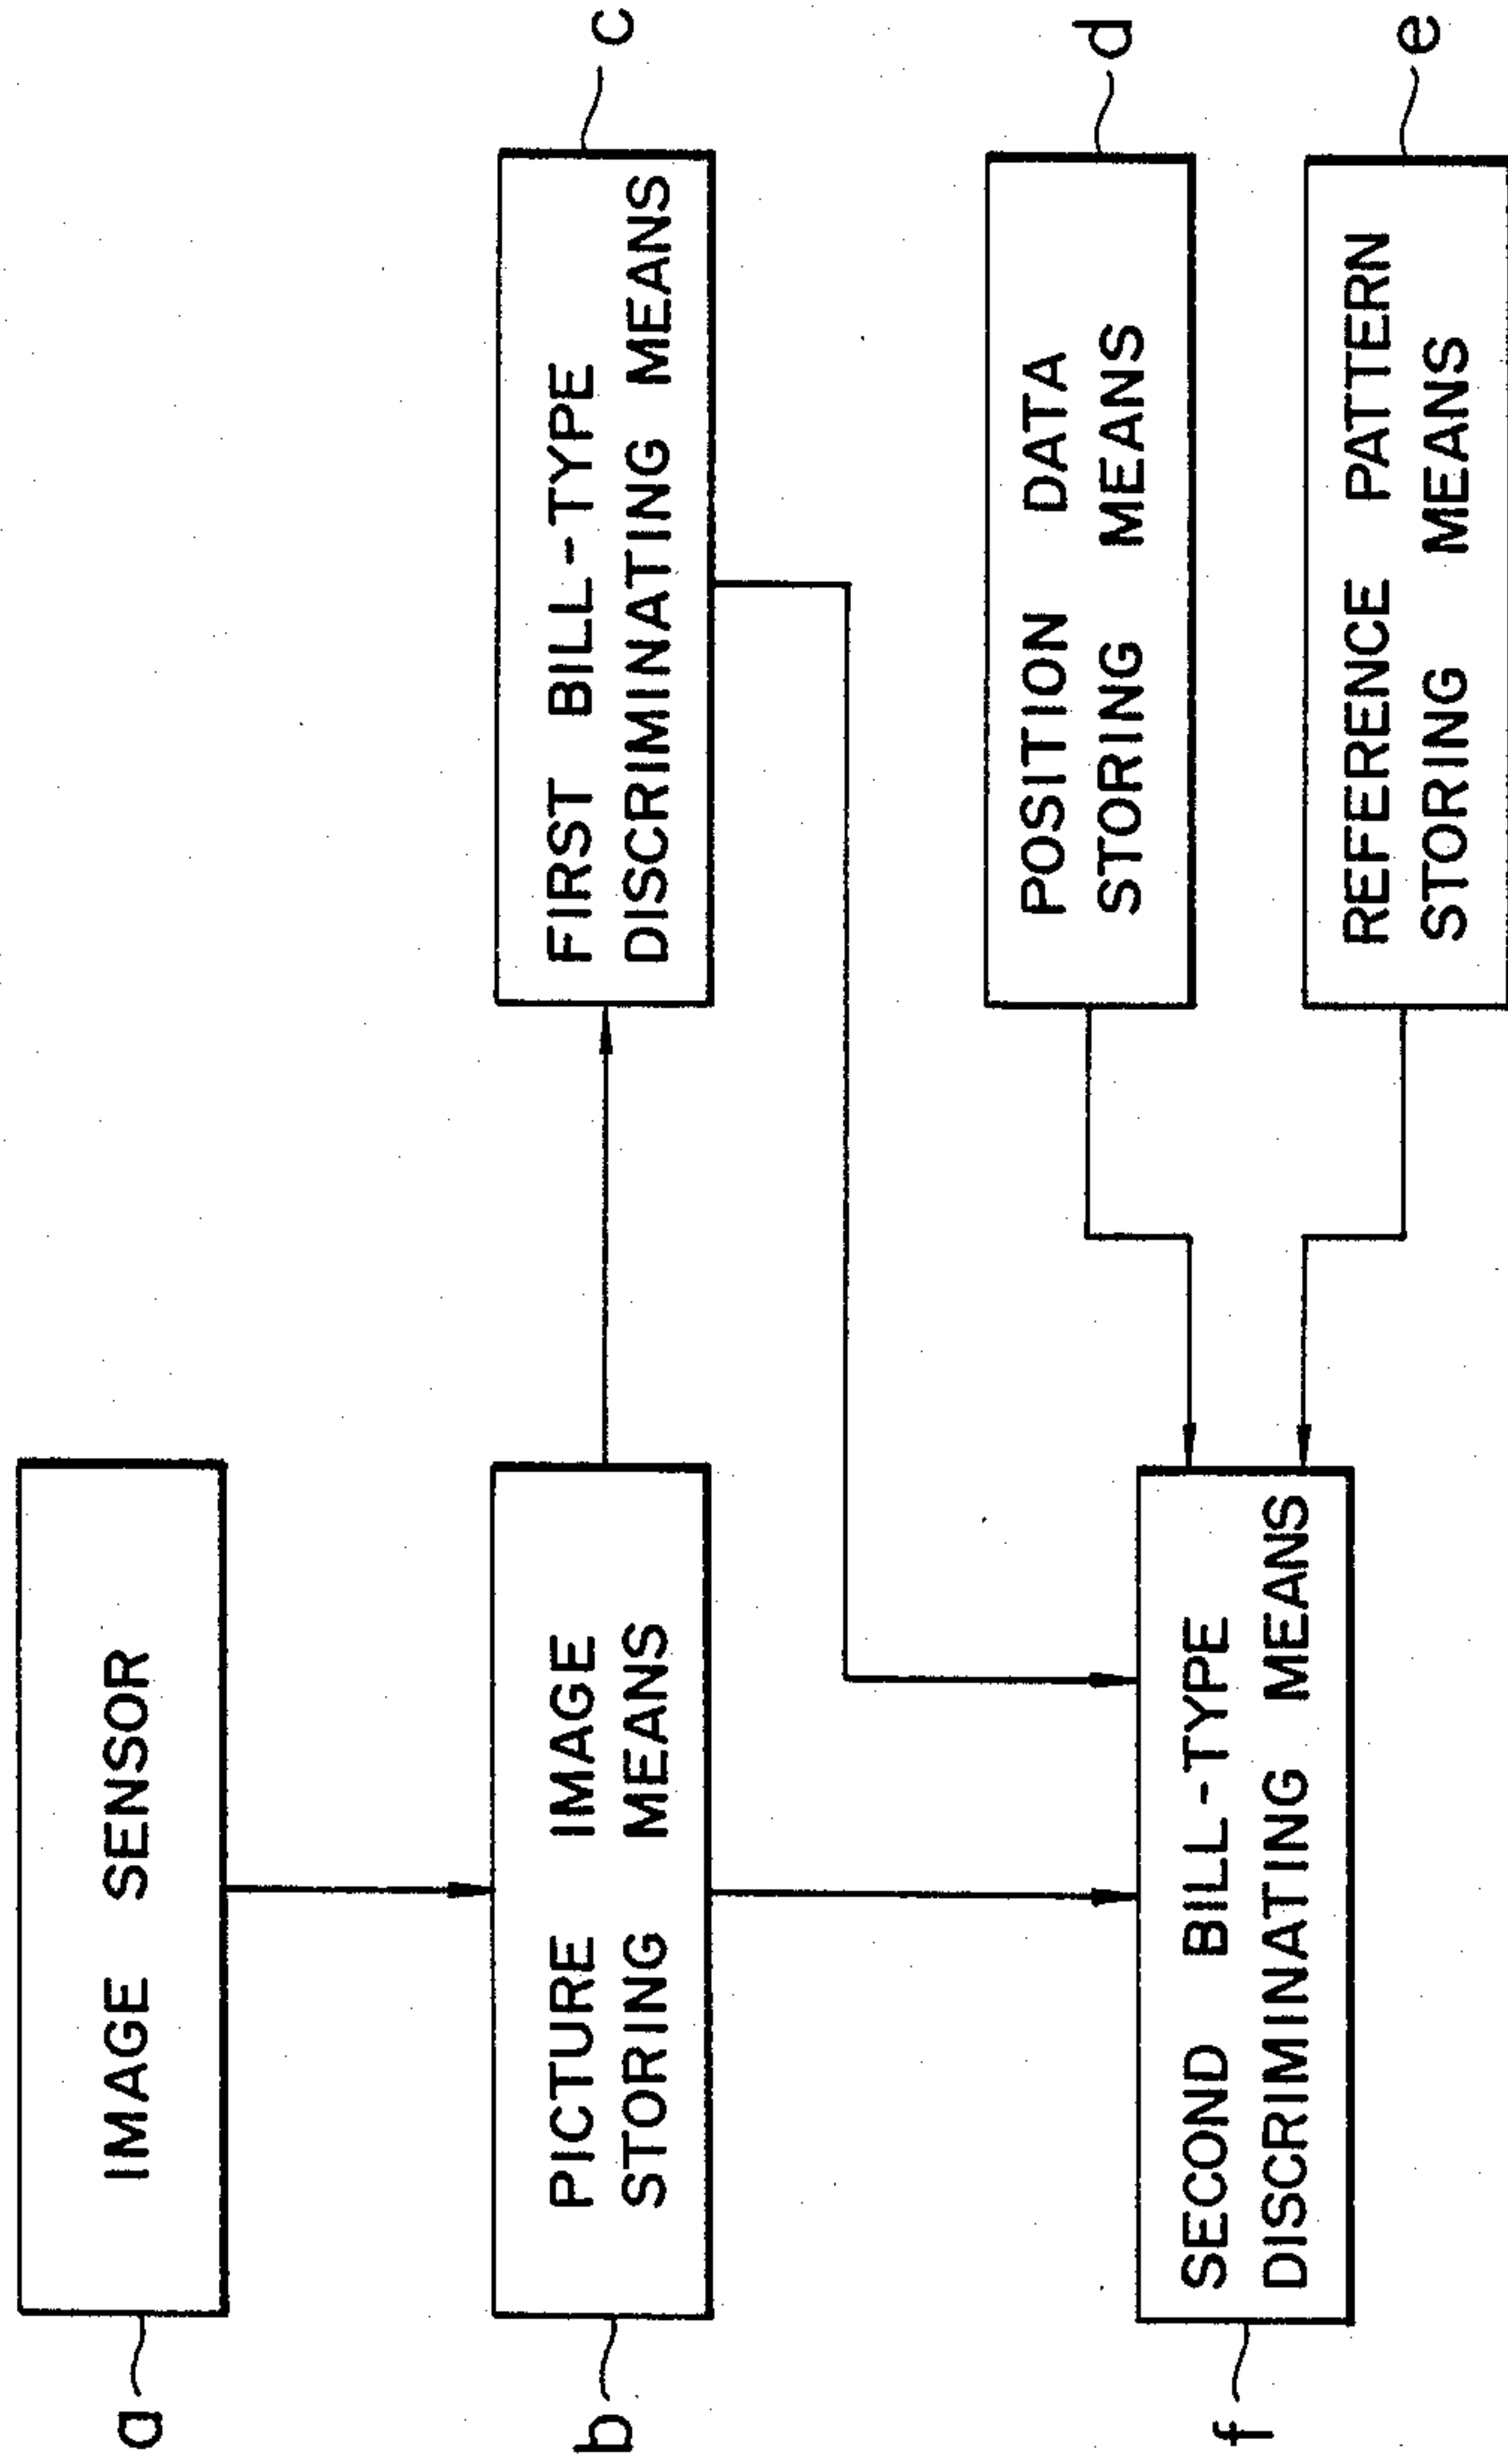 a
IMAGE SENSOR
b
PICTURE IMAGE
STORING MEANS
c
FIRST BILL-TYPE
DISCRIMINATING MEANS
d
POSITION DATA
STORING MEANS
e
REFERENCE PATTERN
STORING MEANS
f
SECOND BILL-TYPE
DISCRIMINATING MEANS